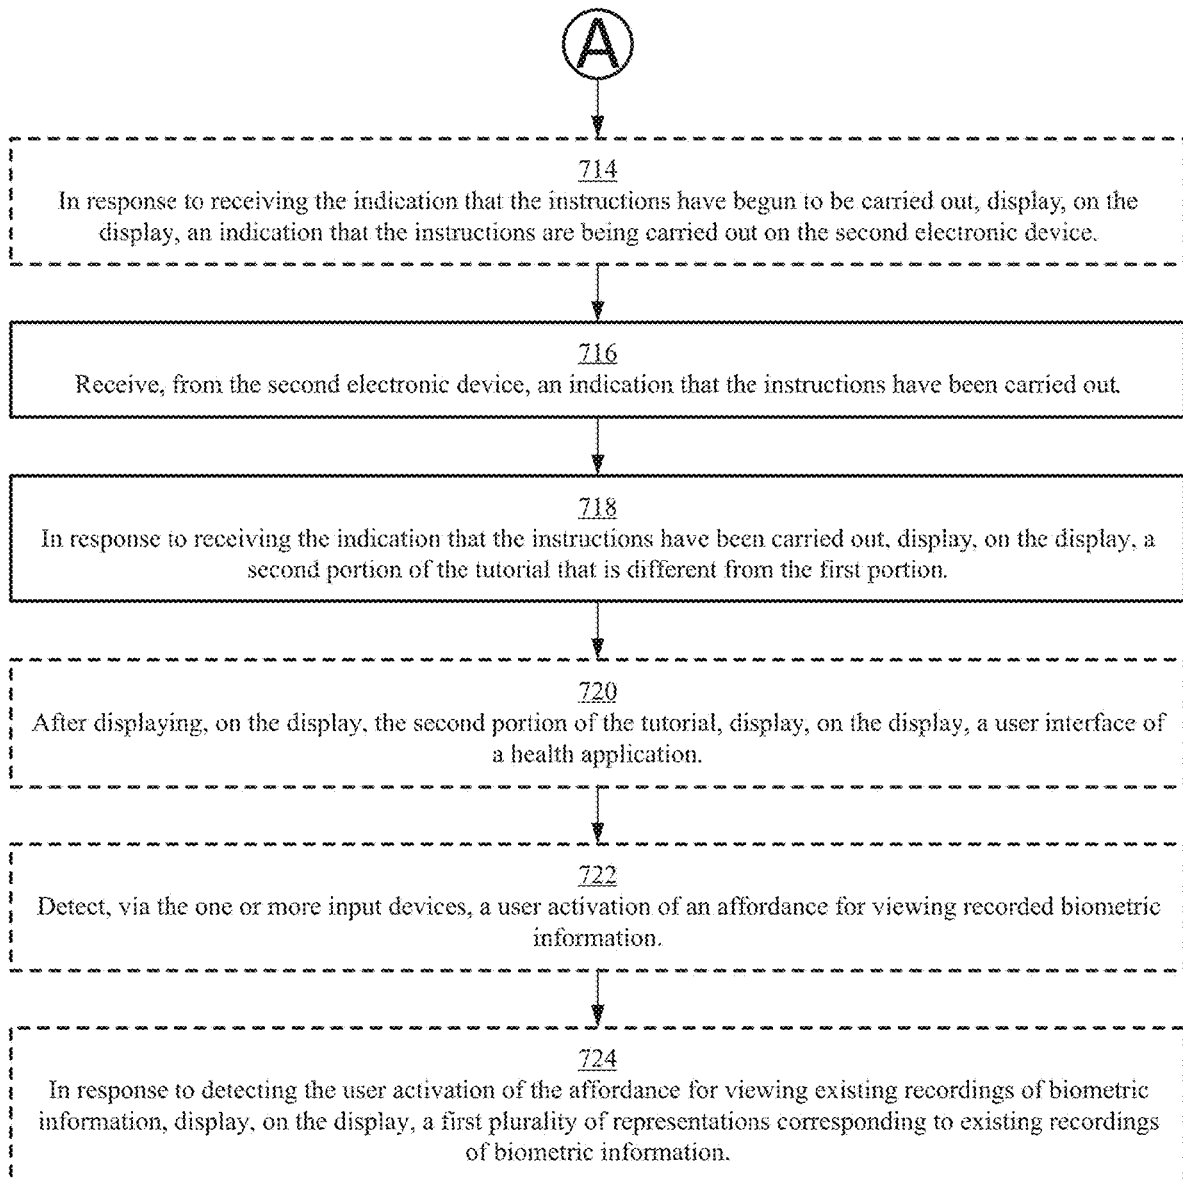 A
714
In response to receiving the indication that the instructions have begun to be carried out, display, on the
display, an indication that the instructions are being carried out on the second electronic device.
716
Receive, from the second electronic device, an indication that the instructions have been carried out.
718
In response to receiving the indication that the instructions have been carried out, display, on the display, a
second portion of the tutorial that is different from the first portion.
720
After displaying, on the display, the second portion of the tutorial, display, on the display, a user interface of
a health application.
722
Detect, via the one or more input devices, a user activation of an affordance for viewing recorded biometric
information.
724
In response to detecting the user activation of the affordance for viewing existing recordings of biometric
information, display, on the display, a first plurality of representations corresponding to existing recordings
of biometric information.